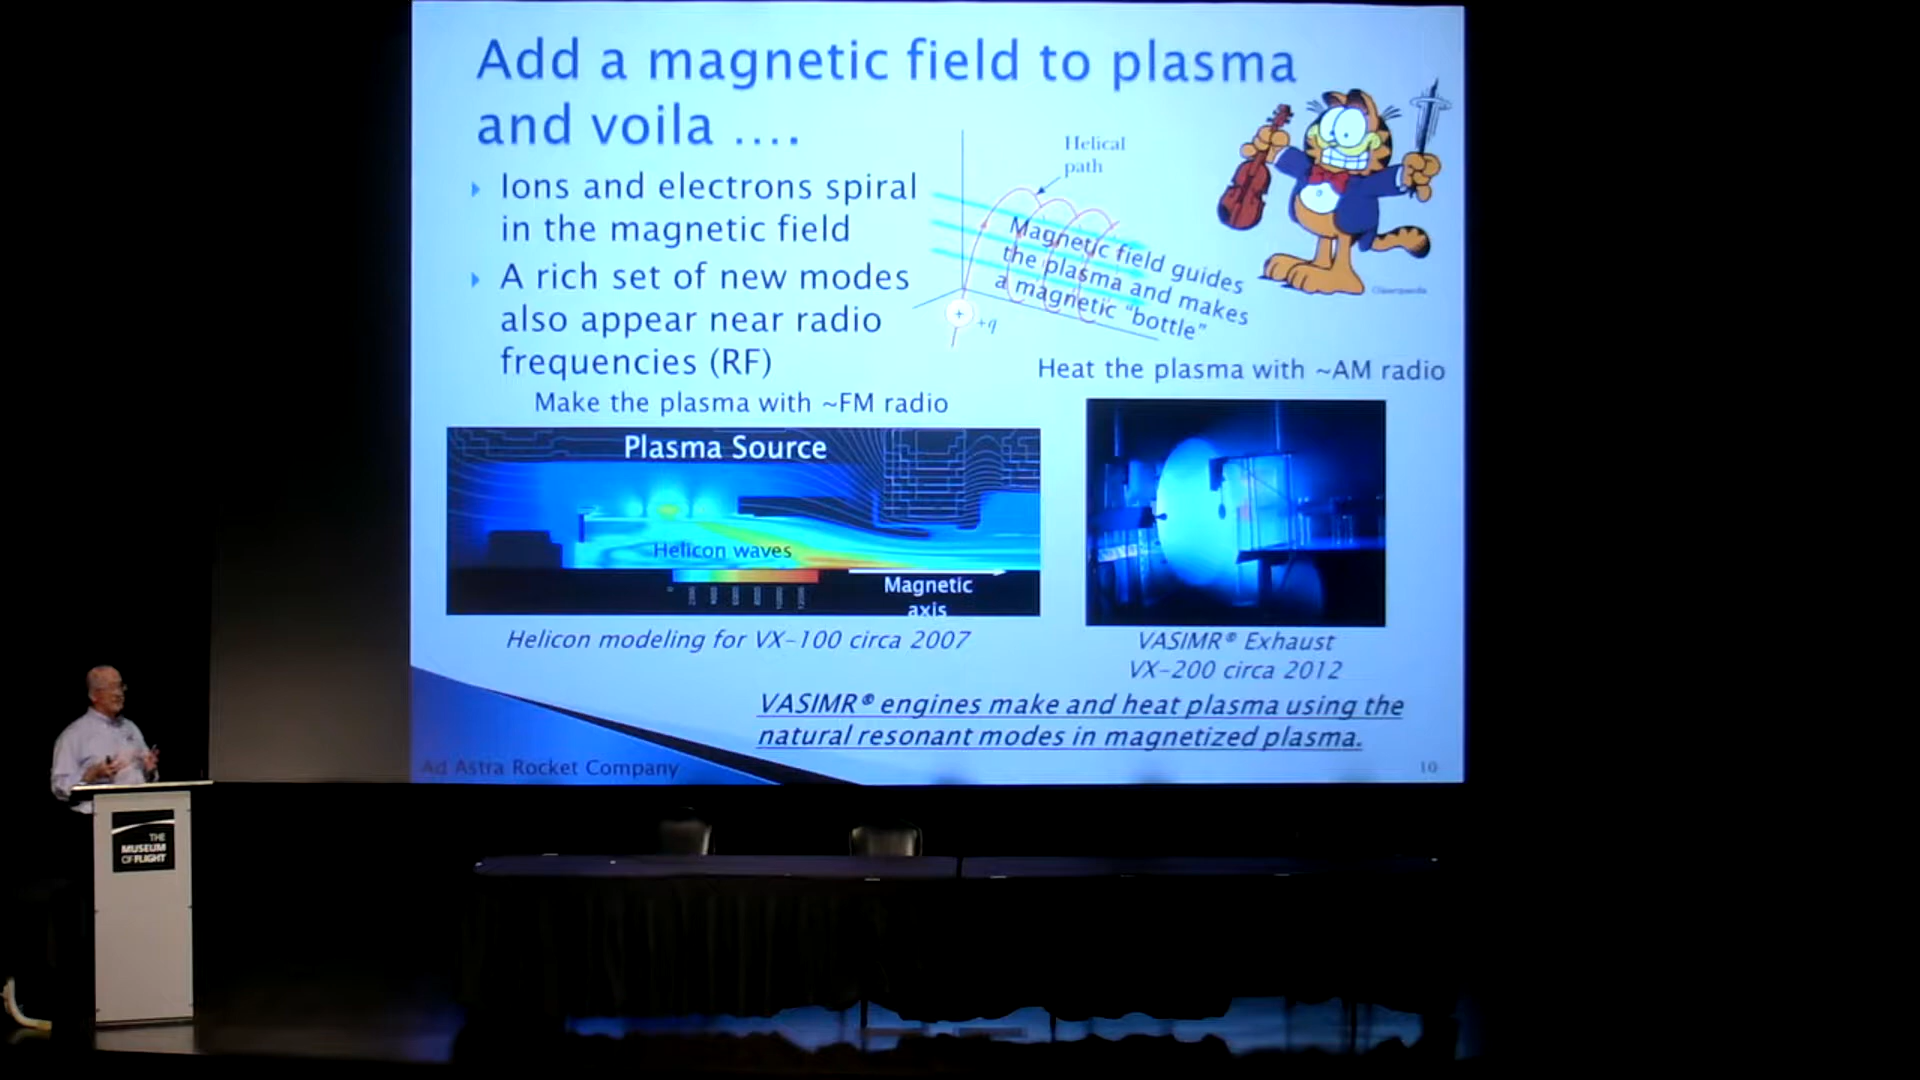 Add a magnetic field to plasma
and voila ....
Ions and electrons spiral
in the magnetic field
A rich set of new modes
also appear near radio
frequencies (RF)
Helical
path
Magnetic field guides
the plasma and makes
a magnetic "bottle"
+
+q
Make the plasma with ~FM radio
Heat the plasma with ~AM radio
Plasma Source
Helicon waves
0
Magnetic
axis
Helicon modeling for VX-100 circa 2007
VASIMR® Exhaust
VX-200 circa 2012
VASIMR® engines make and heat plasma using the
natural resonant modes in magnetized plasma.
Ad Astra Rocket Company
10
THE
MUSEUM
OF FLIGHT